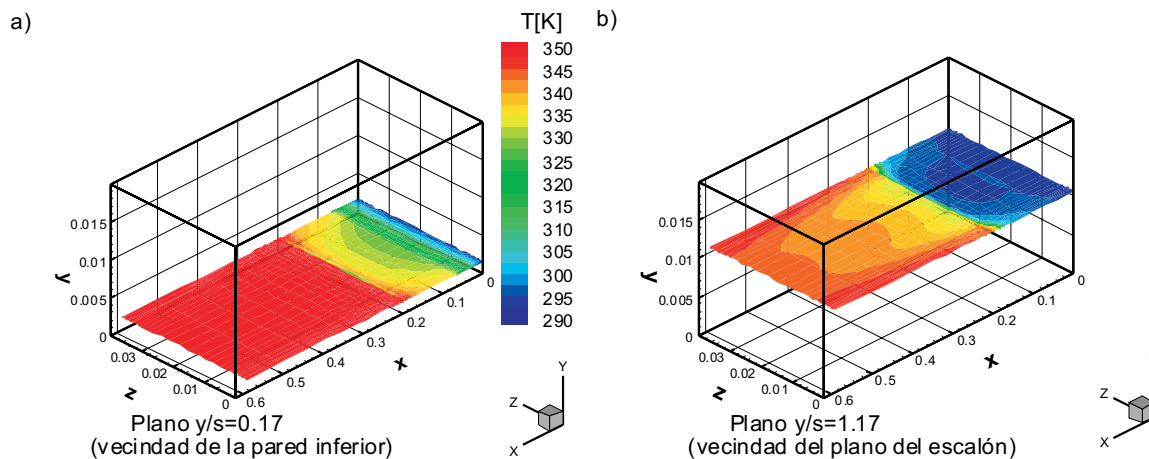 a)
T[K]
350
345
340
330
325
320
315
310
305
300
295
290
0.015
0.01
0.005
0
y
0.03
0.02
0.01
0
z
0.6
0.5
0.4
0.3
0.2
0.1
0
x
Y
Z
X
Plano y/s=0.17
(vecindad de la pared inferior)
b)
0.015
0.01
0.005
0
y
0.03
0.02
0.01
0
z
0.6
0.5
0.4
0.3
0.2
0.1
0
x
Z
X
Plano y/s=1.17
(vecindad del plano del escalón)